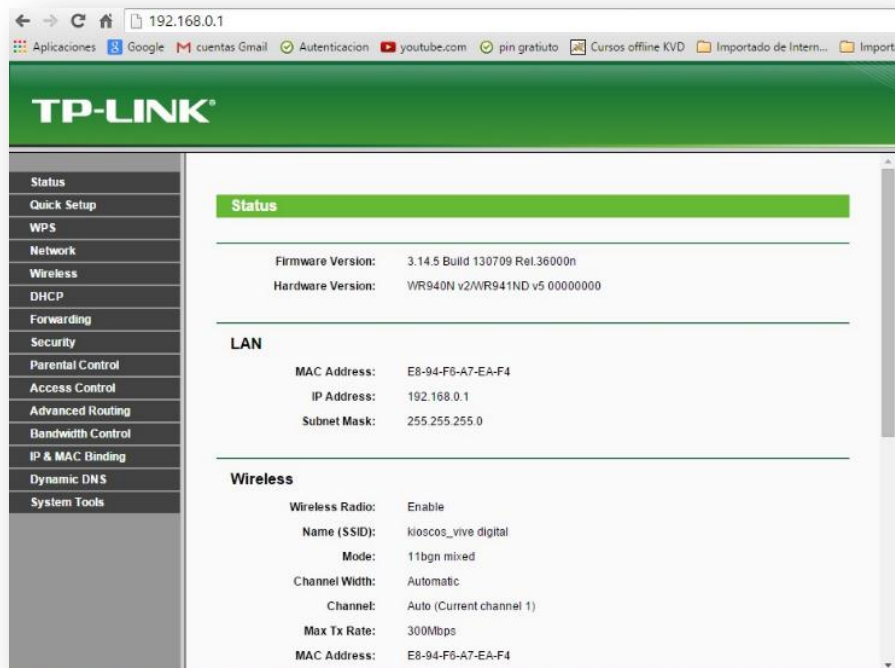 192.168.0.1
Aplicaciones Google cuentas Gmail Autenticacion youtube.com pin gratiuto Cursos offline KVD Importado de Intern... Import
TP-LINK®
Status
Quick Setup
WPS
Network
Wireless
DHCP
Forwarding
Security
Parental Control
Access Control
Advanced Routing
Bandwidth Control
IP & MAC Binding
Dynamic DNS
System Tools
Status
Firmware Version: 3.14.5 Build 130709 Rel.36000n
Hardware Version: WR940N v2/WR941ND v5 00000000
LAN
MAC Address: E8-94-F6-A7-EA-F4
IP Address: 192.168.0.1
Subnet Mask: 255.255.255.0
Wireless
Wireless Radio: Enable
Name (SSID): kioscos_vive digital
Mode: 11bgn mixed
Channel Width: Automatic
Channel: Auto (Current channel 1)
Max Tx Rate: 300Mbps
MAC Address: E8-94-F6-A7-EA-F4